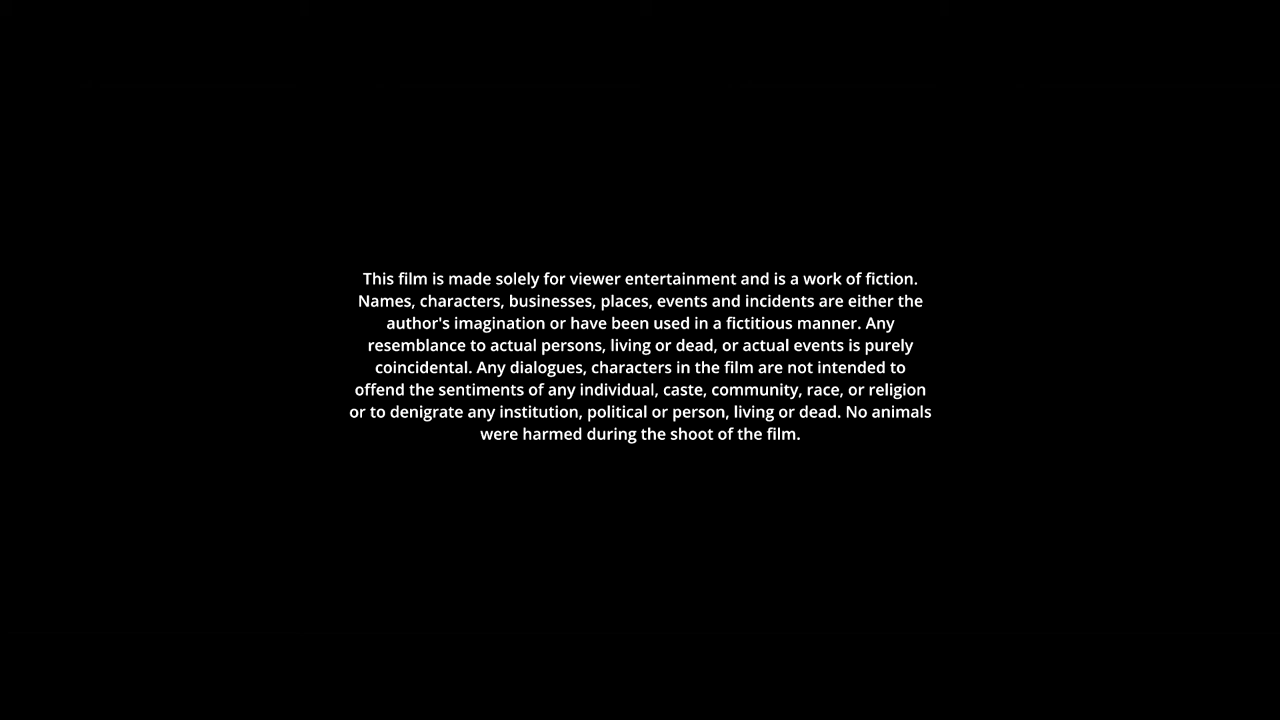 This film is made solely for viewer entertainment and is a work of fiction.
Names, characters, businesses, places, events and incidents are either the
author's imagination or have been used in a fictitious manner. Any
resemblance to actual persons, living or dead, or actual events is purely
coincidental. Any dialogues, characters in the film are not intended to
offend the sentiments of any individual, caste, community, race, or religion
or to denigrate any institution, political or person, living or dead. No animals
were harmed during the shoot of the film.